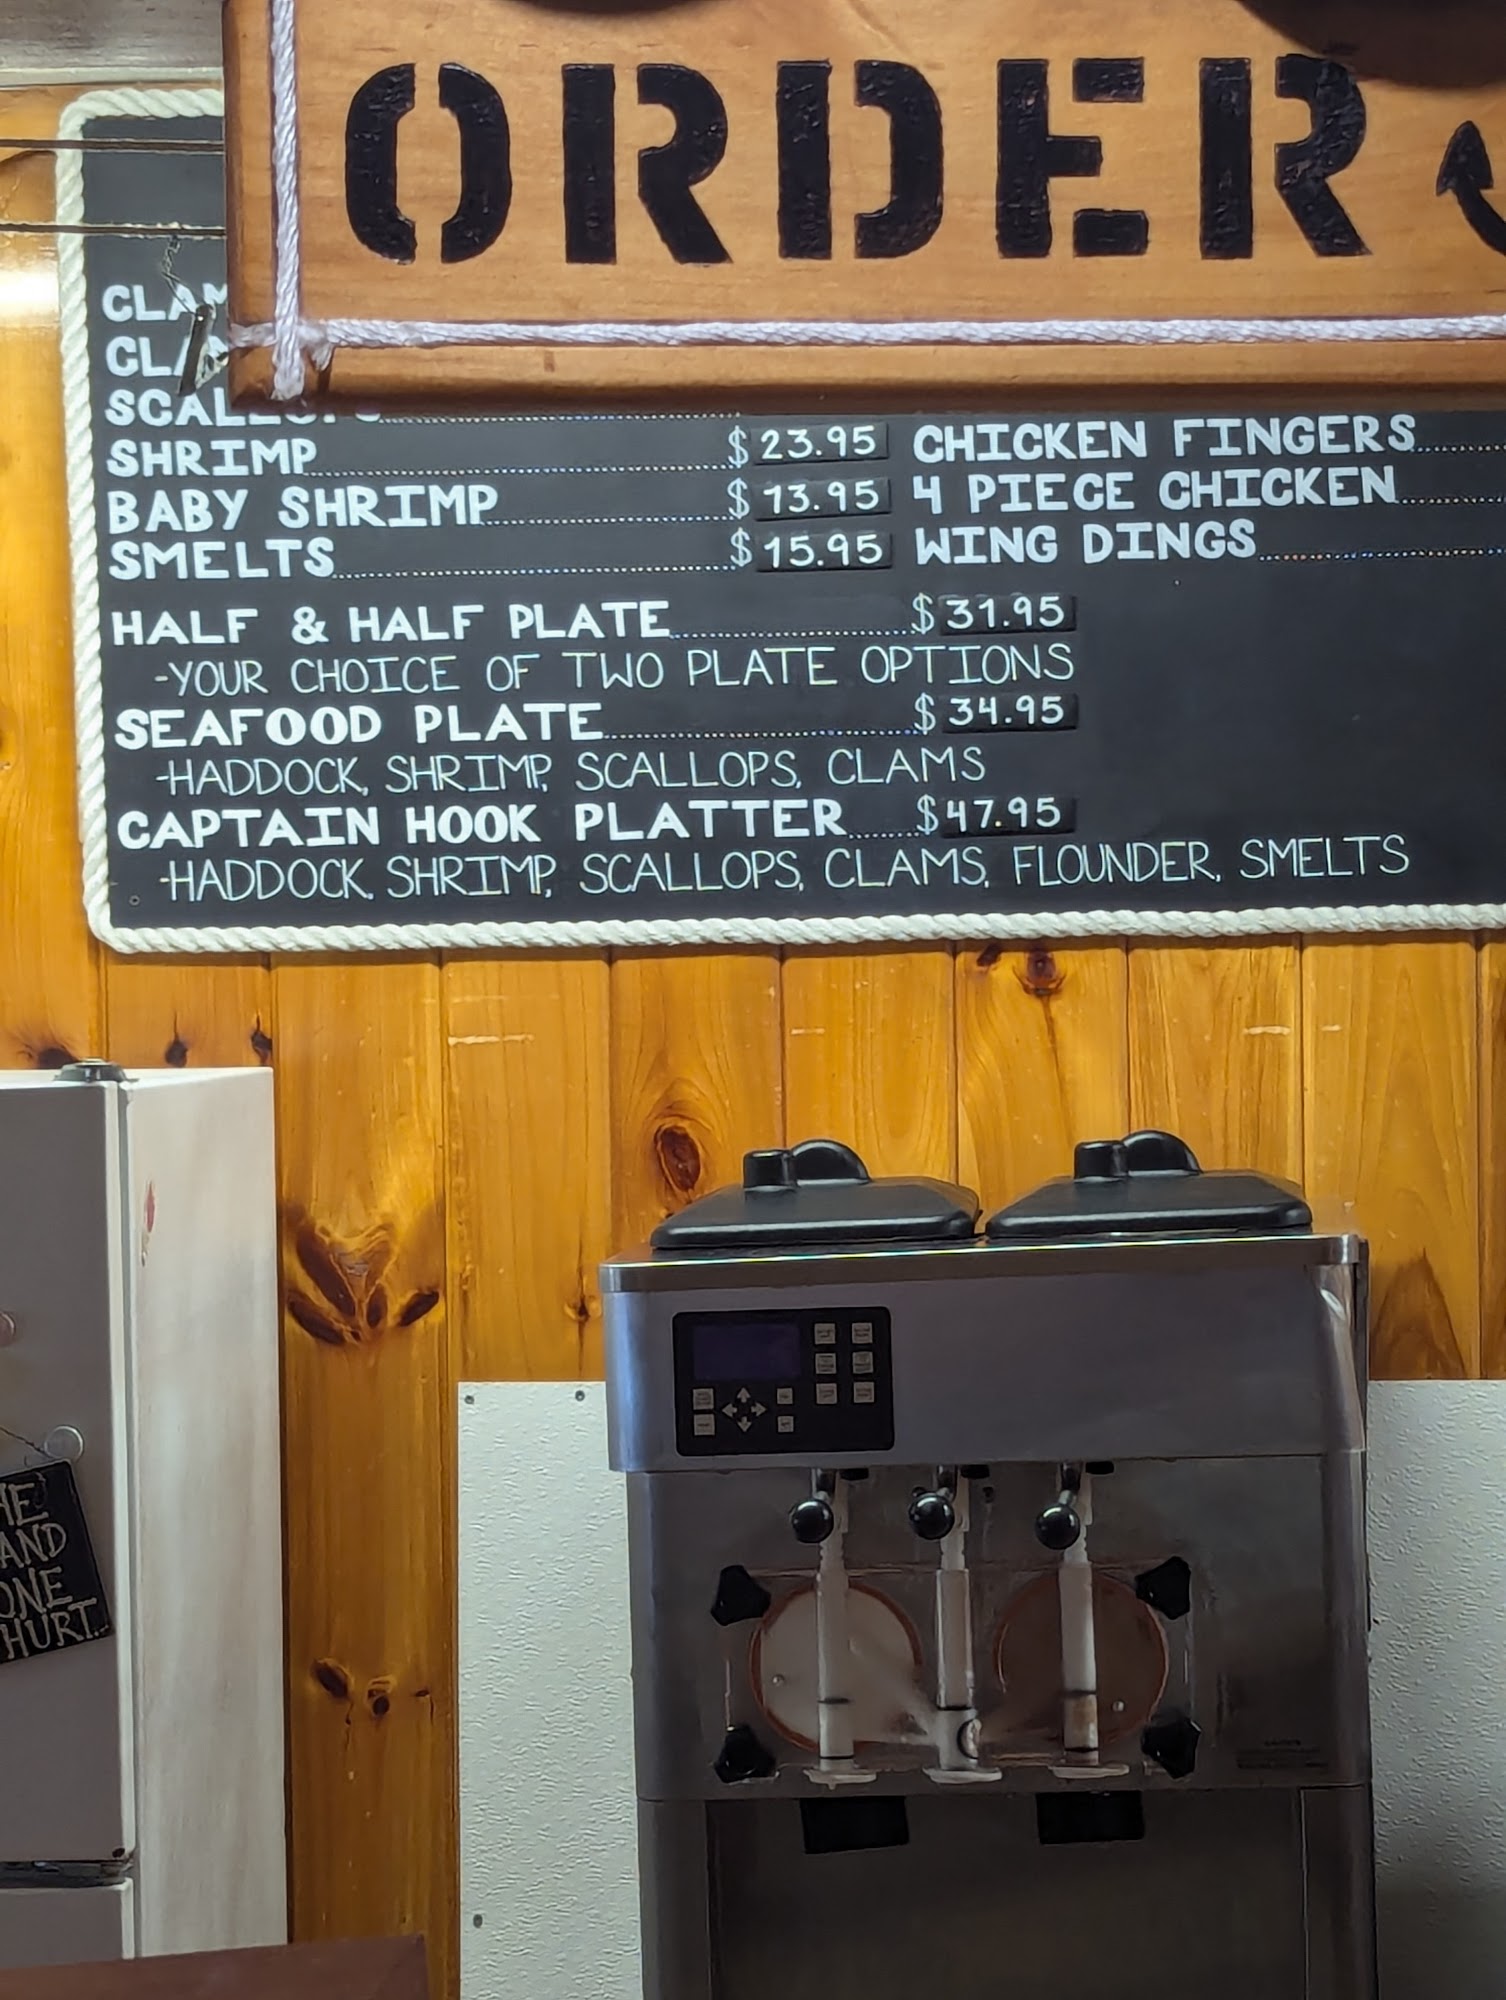 ORDER
SCALLOPS
SHRIMP $23.95
BABY SHRIMP $13.95
SMELTS $15.95
CHICKEN FINGERS
4 PIECE CHICKEN
WING DINGS
HALF & HALF PLATE $31.95
-YOUR CHOICE OF TWO PLATE OPTIONS
SEAFOOD PLATE $34.95
-HADDOCK, SHRIMP, SCALLOPS, CLAMS
CAPTAIN HOOK PLATTER $47.95
-HADDOCK, SHRIMP, SCALLOPS, CLAMS, FLOUNDER, SMELTS
HURT...